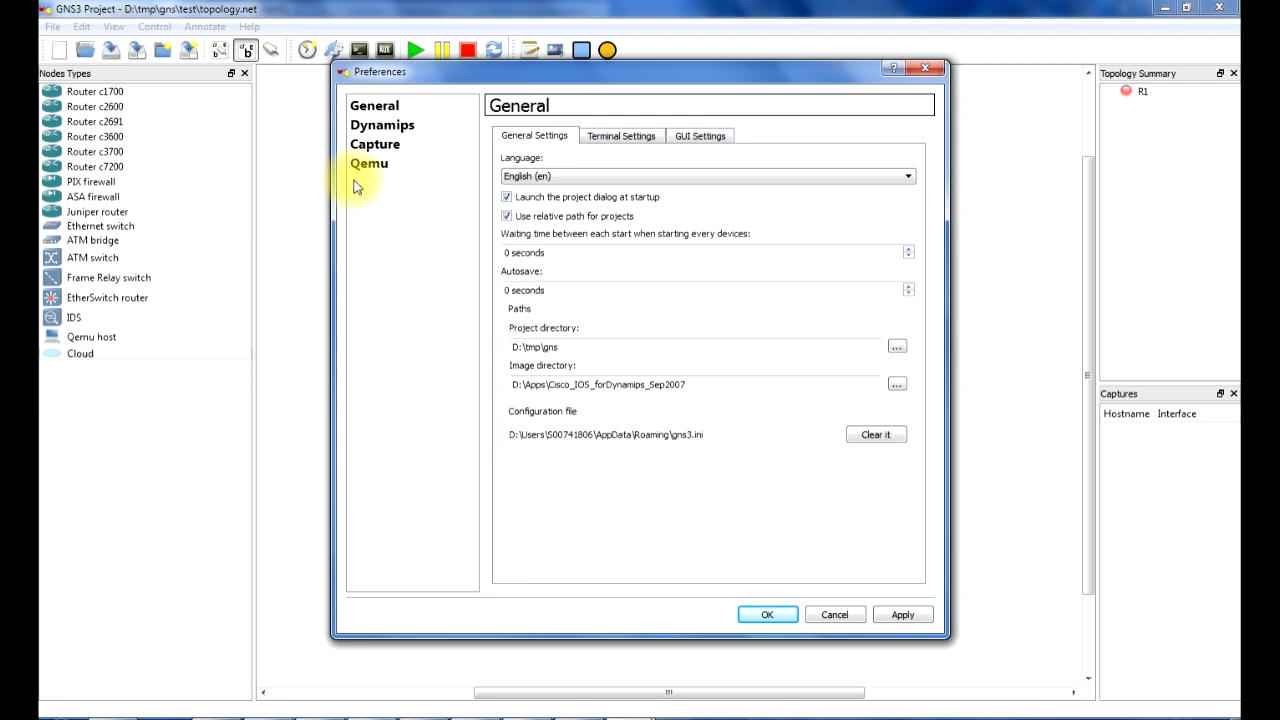 GNS3 Project - D:\tmp\gns\test\topology.net
File Edit View Control Annotate Help
Nodes Types
Router c1700
Router c2600
Router c2691
Router c3600
Router c3700
Router c7200
PIX firewall
ASA firewall
Juniper router
Ethernet switch
ATM bridge
ATM switch
Frame Relay switch
EtherSwitch router
IDS
Qemu host
Cloud
Preferences
General
Dynamips
Capture
Qemu
General
General Settings Terminal Settings GUI Settings
Language:
English (en)
Launch the project dialog at startup
Use relative path for projects
Waiting time between each start when starting every devices:
0 seconds
Autosave:
0 seconds
Paths
Project directory:
D:\tmp\gns
...
Image directory:
D:\Apps\Cisco_IOS_forDynamips_Sep2007
...
Configuration file
D:\Users\S00741806\AppData\Roaming\gns3.ini
Clear it
OK Cancel Apply
Topology Summary
R1
Captures
Hostname Interface